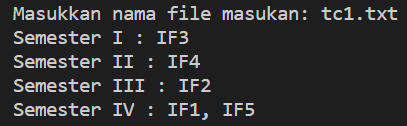 Masukkan nama file masukan: tc1.txt
Semester I : IF3
Semester II : IF4
Semester III : IF2
Semester IV : IF1, IF5